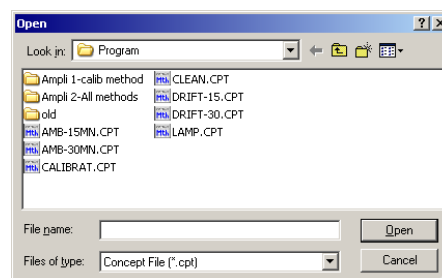 Open
Look in: Program
Ampli 1-calib method
Ampli 2-All methods
old
AMB-15MN.CPT
AMB-30MN.CPT
CALIBRAT.CPT
CLEAN.CPT
DRIFT-15.CPT
DRIFT-30.CPT
LAMP.CPT
File name:
Open
Files of type: Concept File (*.cpt)
Cancel